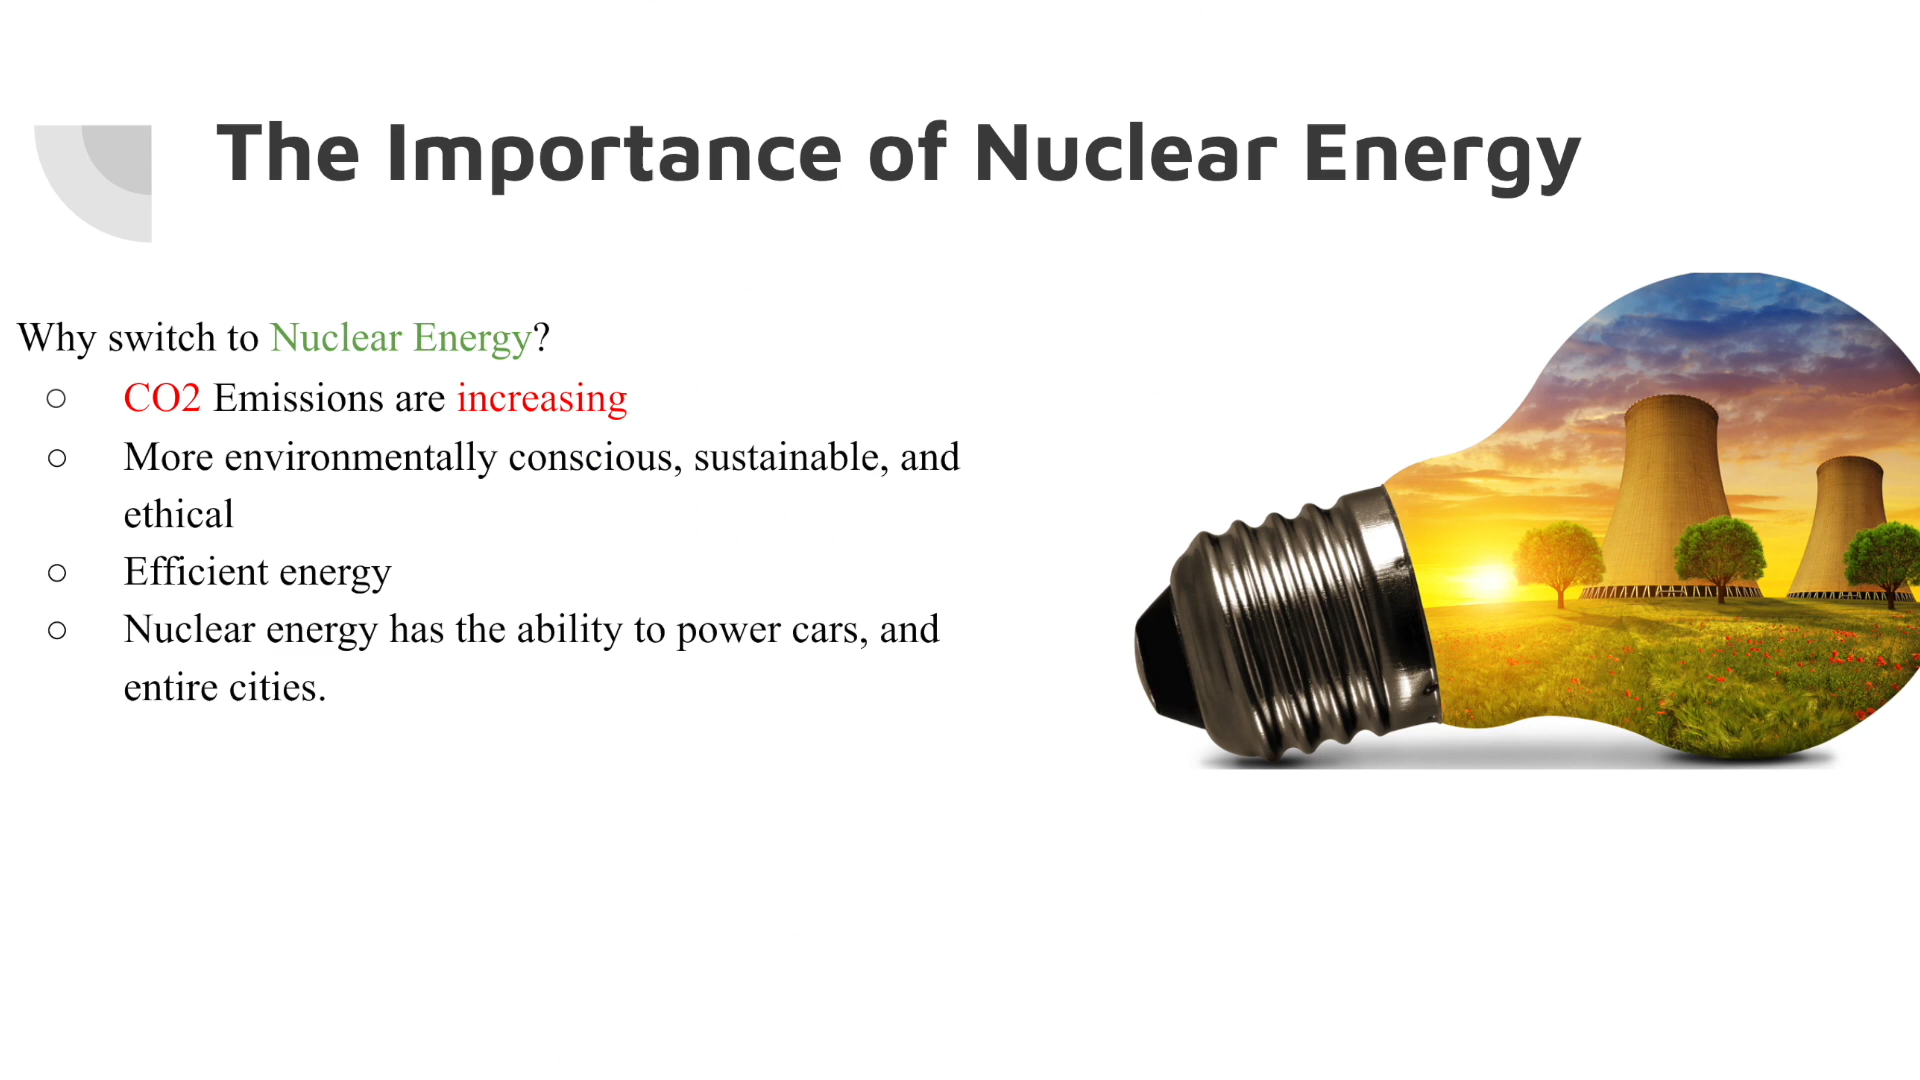 The Importance of Nuclear Energy
Why switch to Nuclear Energy?
○ CO2 Emissions are increasing
○ More environmentally conscious, sustainable, and
ethical
○ Efficient energy
○ Nuclear energy has the ability to power cars, and
entire cities.